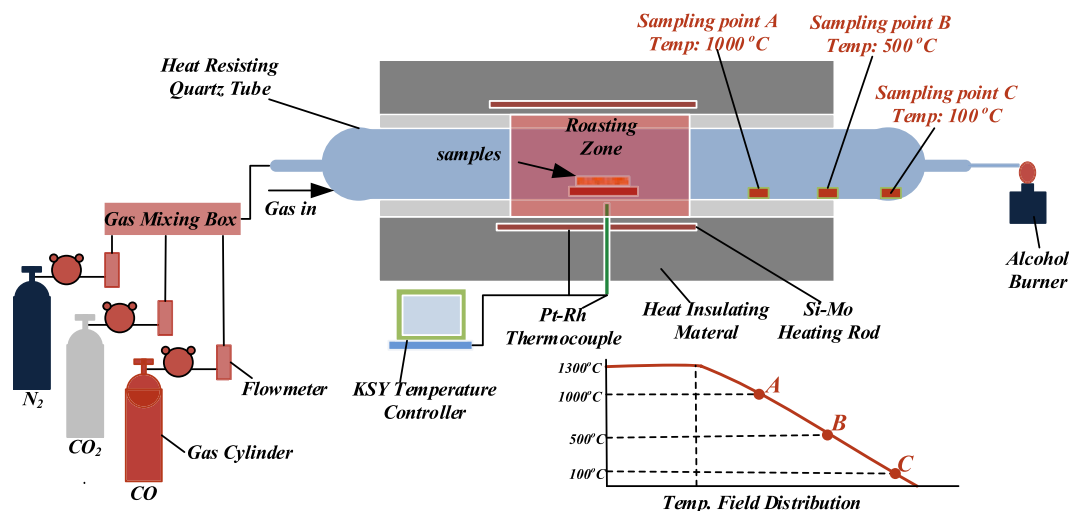 Sampling point A
Temp: 1000°C
Sampling point B
Temp: 500°C
Sampling point C
Temp: 100°C
Heat Resisting
Quartz Tube
Roasting
Zone
samples
Gas in
Gas Mixing Box
Alcohol
Burner
Pt-Rh
Thermocouple
Heat Insulating
Materal
Si-Mo
Heating Rod
KSY Temperature
Controller
Flowmeter
Gas Cylinder
N2
CO2
CO
1300°C
1000°C
500°C
100°C
A
B
C
Temp. Field Distribution